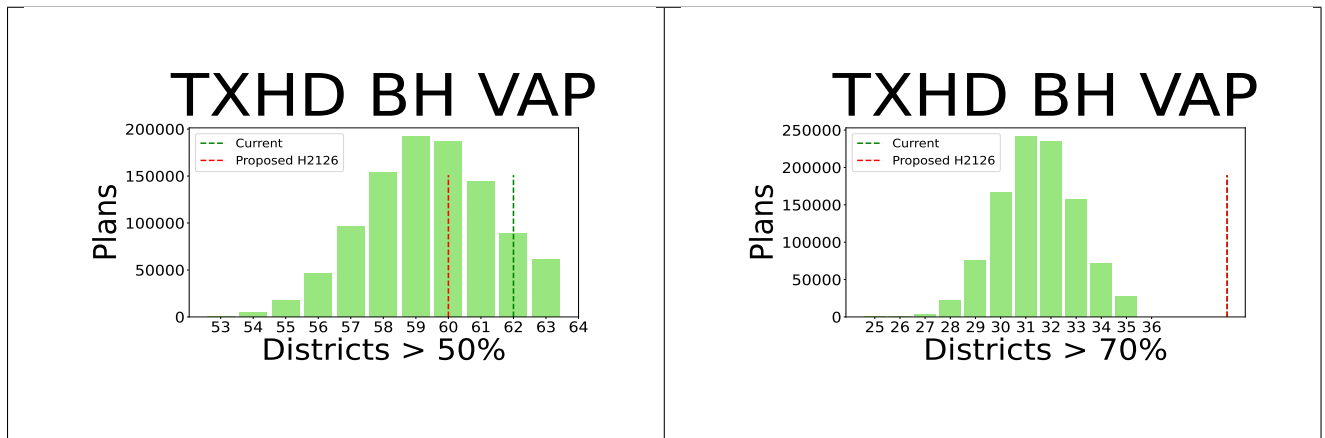 TXHD BH VAP
Current
Proposed H2126
Plans
200000
150000
100000
50000
0
53 54 55 56 57 58 59 60 61 62 63 64
Districts > 50%
TXHD BH VAP
Current
Proposed H2126
Plans
250000
200000
150000
100000
50000
0
25 26 27 28 29 30 31 32 33 34 35 36
Districts > 70%